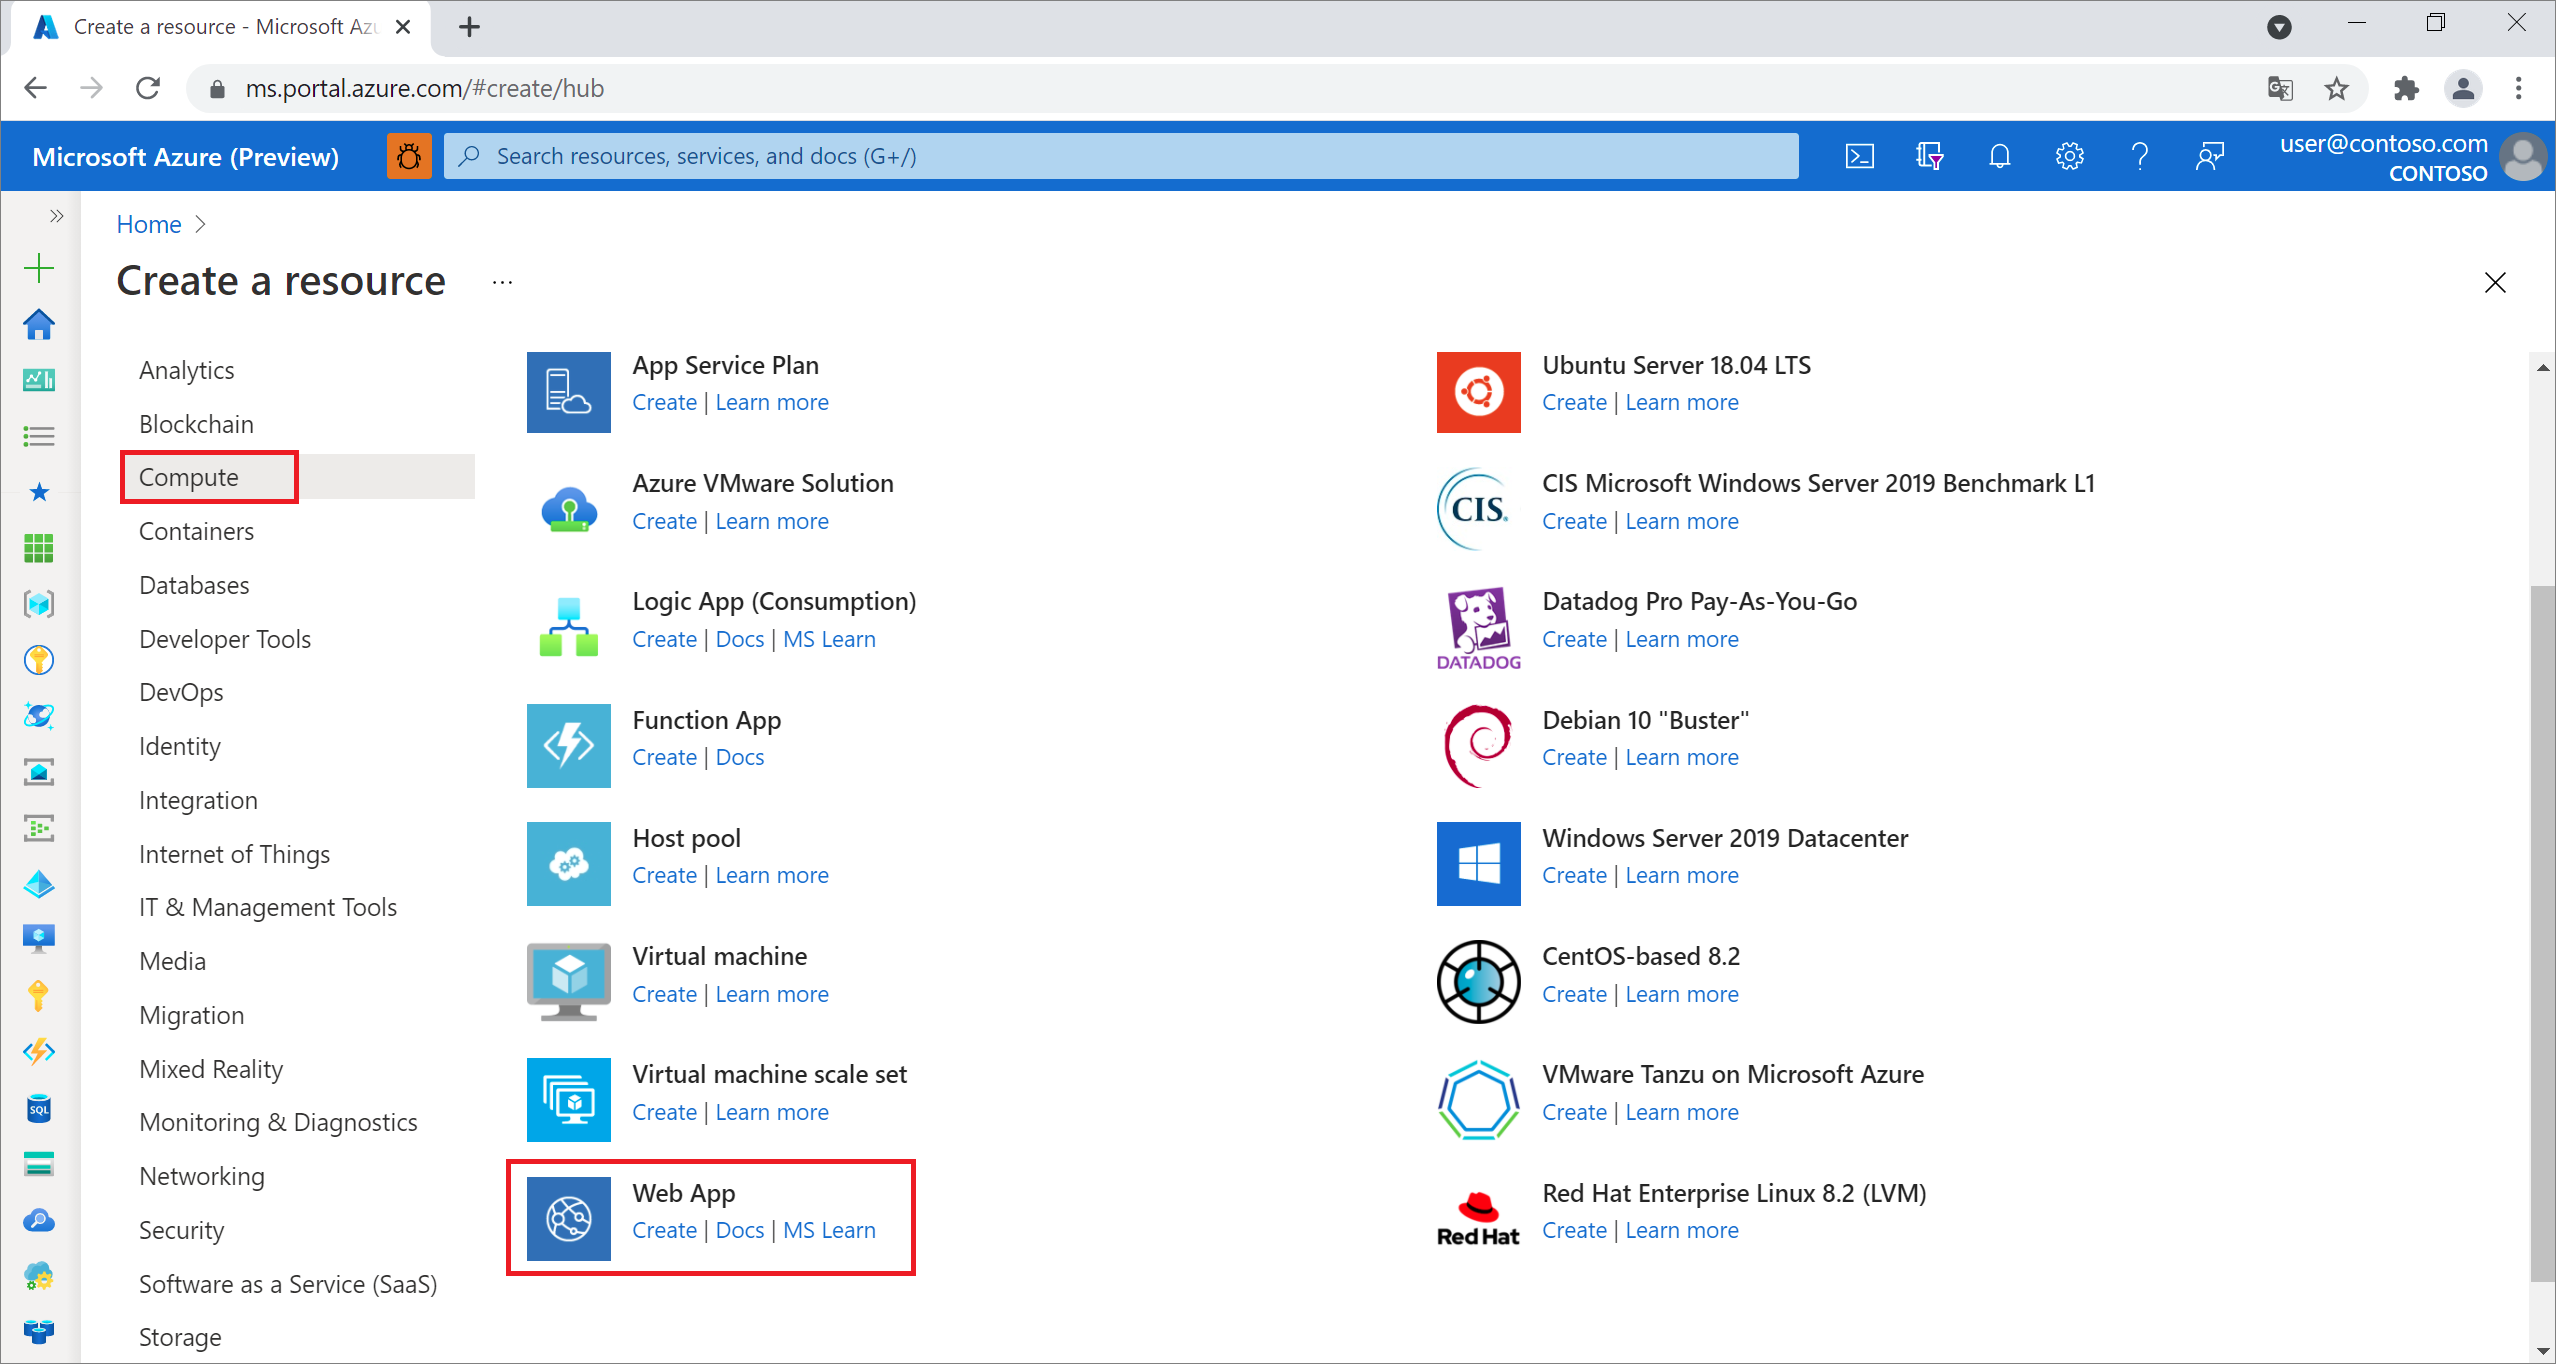 Create a resource - Microsoft Azu
ms.portal.azure.com/#create/hub
Microsoft Azure (Preview)
Search resources, services, and docs (G+/)
user@contoso.com
CONTOSO
Home
Create a resource
Analytics
Blockchain
Compute
Containers
Databases
Developer Tools
DevOps
Identity
Integration
Internet of Things
IT & Management Tools
Media
Migration
Mixed Reality
Monitoring & Diagnostics
Networking
Security
Software as a Service (SaaS)
Storage
SQL
App Service Plan
Create | Learn more
Azure VMware Solution
Create | Learn more
Logic App (Consumption)
Create | Docs | MS Learn
Function App
Create | Docs
Host pool
Create | Learn more
Virtual machine
Create | Learn more
Virtual machine scale set
Create | Learn more
Web App
Create | Docs | MS Learn
Ubuntu Server 18.04 LTS
Create | Learn more
CIS.
CIS Microsoft Windows Server 2019 Benchmark L1
Create | Learn more
DATADOG
Datadog Pro Pay-As-You-Go
Create | Learn more
Debian 10 "Buster"
Create | Learn more
Windows Server 2019 Datacenter
Create | Learn more
CentOS-based 8.2
Create | Learn more
VMware Tanzu on Microsoft Azure
Create | Learn more
Red Hat
Red Hat Enterprise Linux 8.2 (LVM)
Create | Learn more